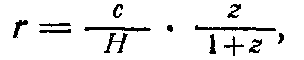 r = c/H · z/1+z,